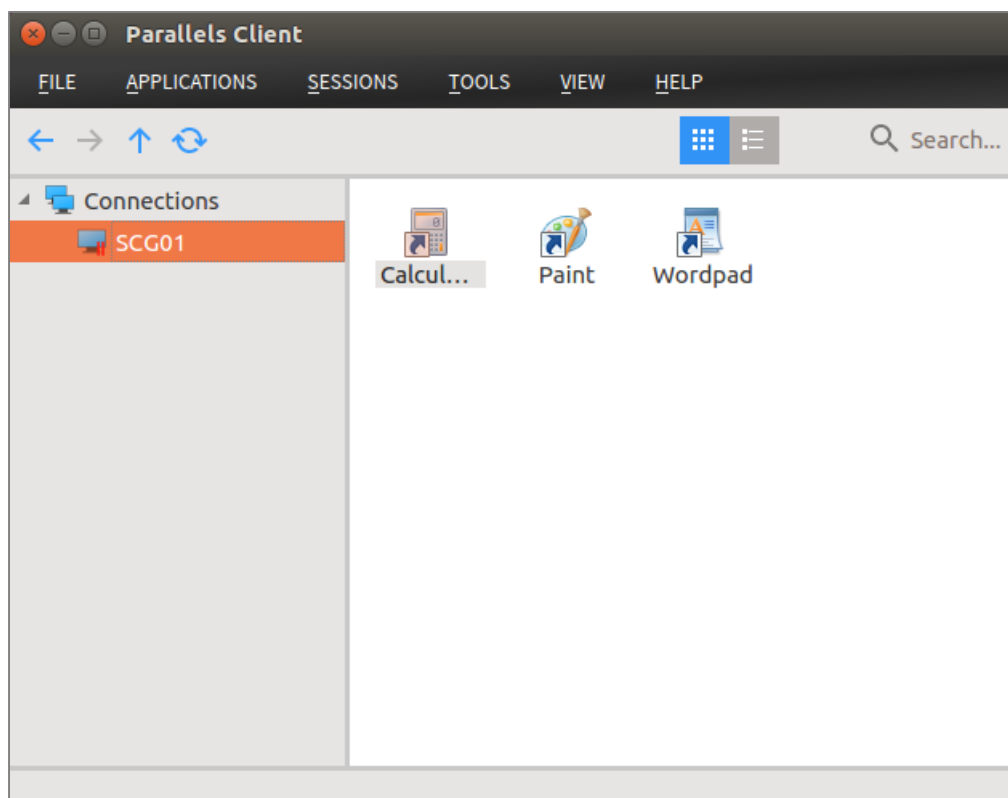 Parallels Client
FILE APPLICATIONS SESSIONS TOOLS VIEW HELP
Search...
Connections
SCG01
Calcul... Paint Wordpad